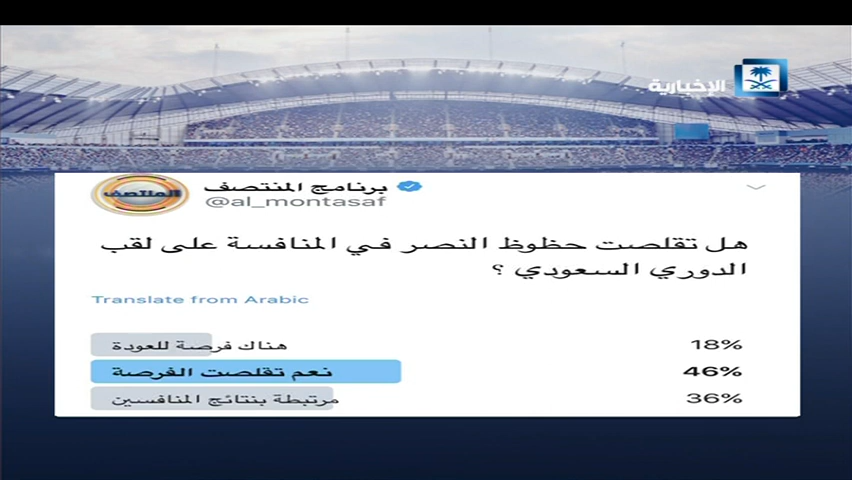 الإخبارية
المنتصف
برنامج المنتصف
@al_montasaf
هل تقلصت حظوظ النصر في المنافسة على لقب
الدوري السعودي ؟
Translate from Arabic
هناك فرصة للعودة 18%
نعم تقلصت الفرصة 46%
مرتبطة بنتائج المنافسين 36%